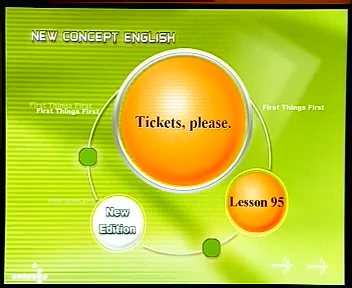 NEW CONCEPT ENGLISH
First Things First
First Things First
First Things First
Tickets, please.
Lesson 95
New
Edition